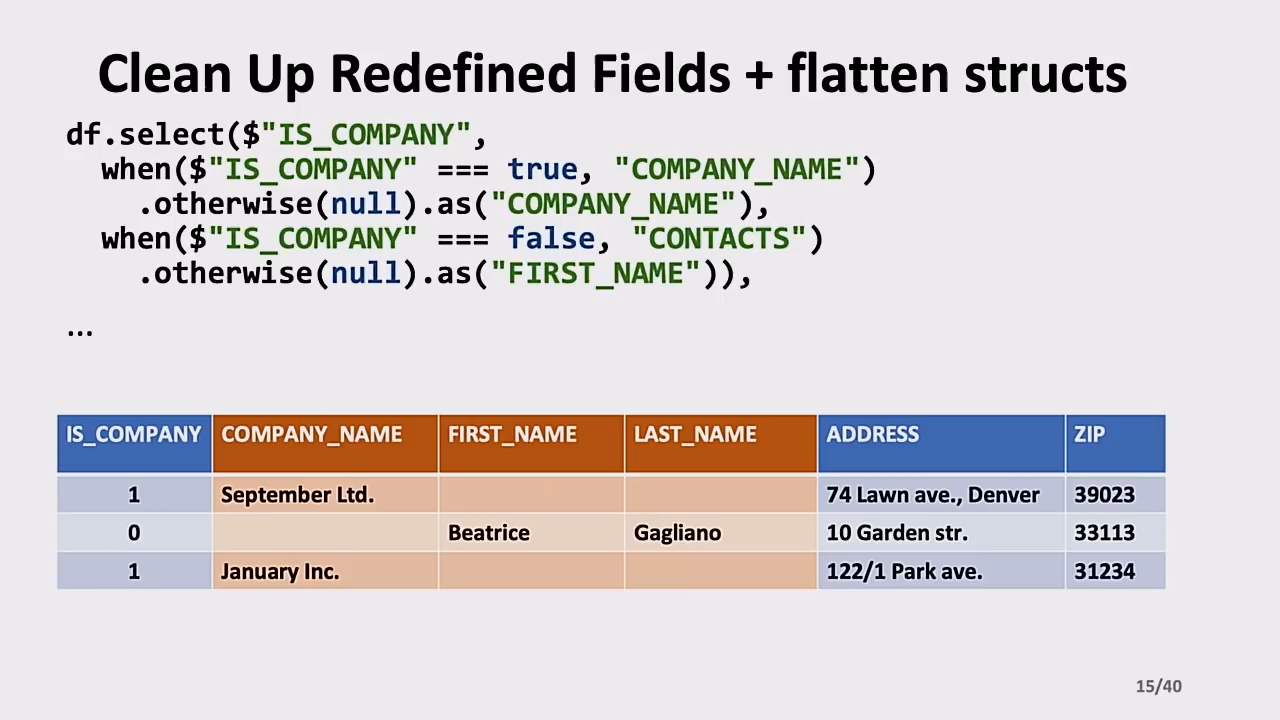 Clean Up Redefined Fields + flatten structs
df.select($"IS_COMPANY",
when($"IS_COMPANY" === true, "COMPANY_NAME")
.otherwise(null).as("COMPANY_NAME"),
when($"IS_COMPANY" === false, "CONTACTS")
.otherwise(null).as("FIRST_NAME")),
...
IS_COMPANY COMPANY_NAME FIRST_NAME LAST_NAME ADDRESS ZIP
1 September Ltd. 74 Lawn ave., Denver 39023
0 Beatrice Gagliano 10 Garden str. 33113
1 January Inc. 122/1 Park ave. 31234
15/40